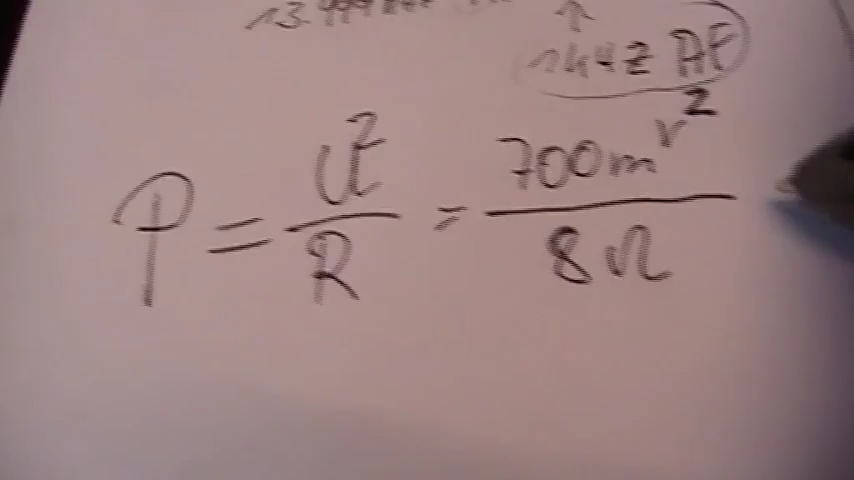 1kHz AF
P = U²/R = 700mV²/8Ω